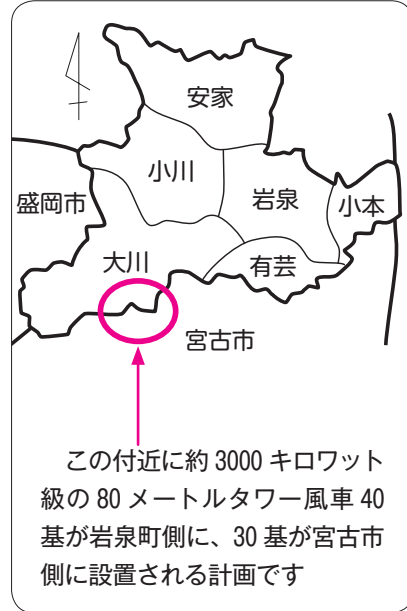 安家
小川
岩泉
小本
盛岡市
大川
有芸
宮古市
この付近に約 3000 キロワット
級の 80 メートルタワー風車 40
基が岩泉町側に、30 基が宮古市
側に設置される計画です